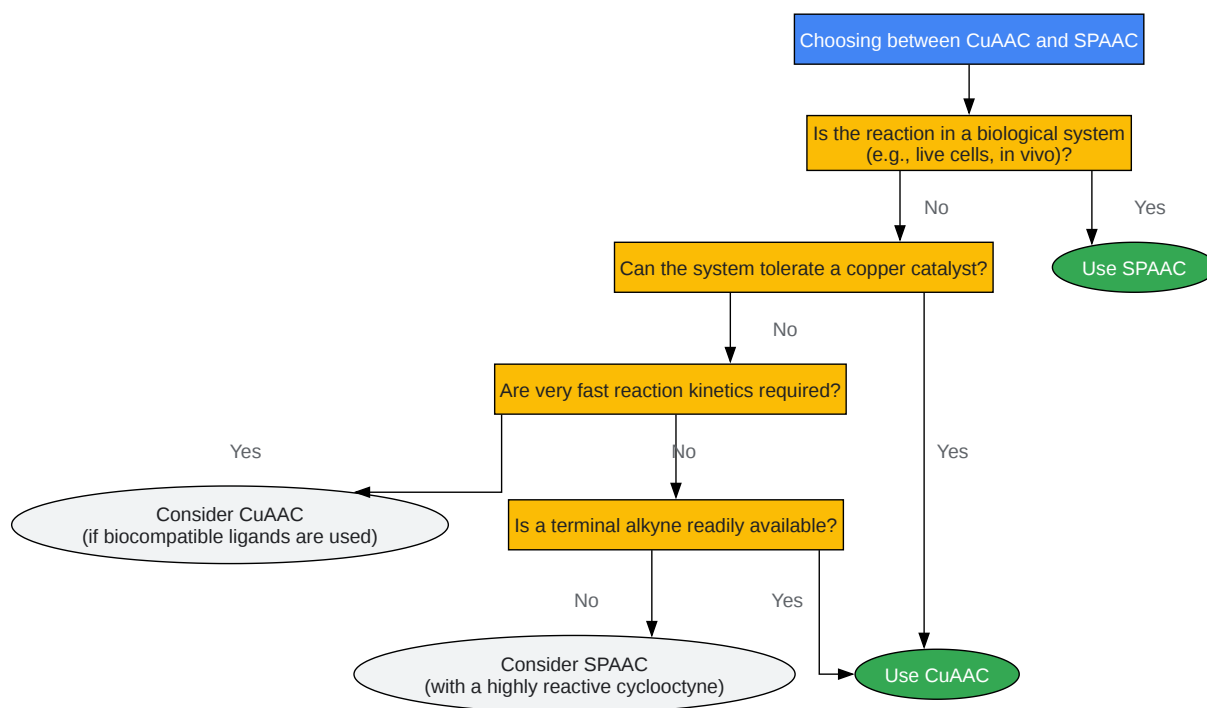 Choosing between CuAAC and SPAAC
Is the reaction in a biological system
(e.g., live cells, in vivo)?
No
Yes
Can the system tolerate a copper catalyst?
Use SPAAC
No
Are very fast reaction kinetics required?
Yes
No
Yes
Consider CuAAC
(if biocompatible ligands are used)
Is a terminal alkyne readily available?
No
Yes
Consider SPAAC
(with a highly reactive cyclooctyne)
Use CuAAC